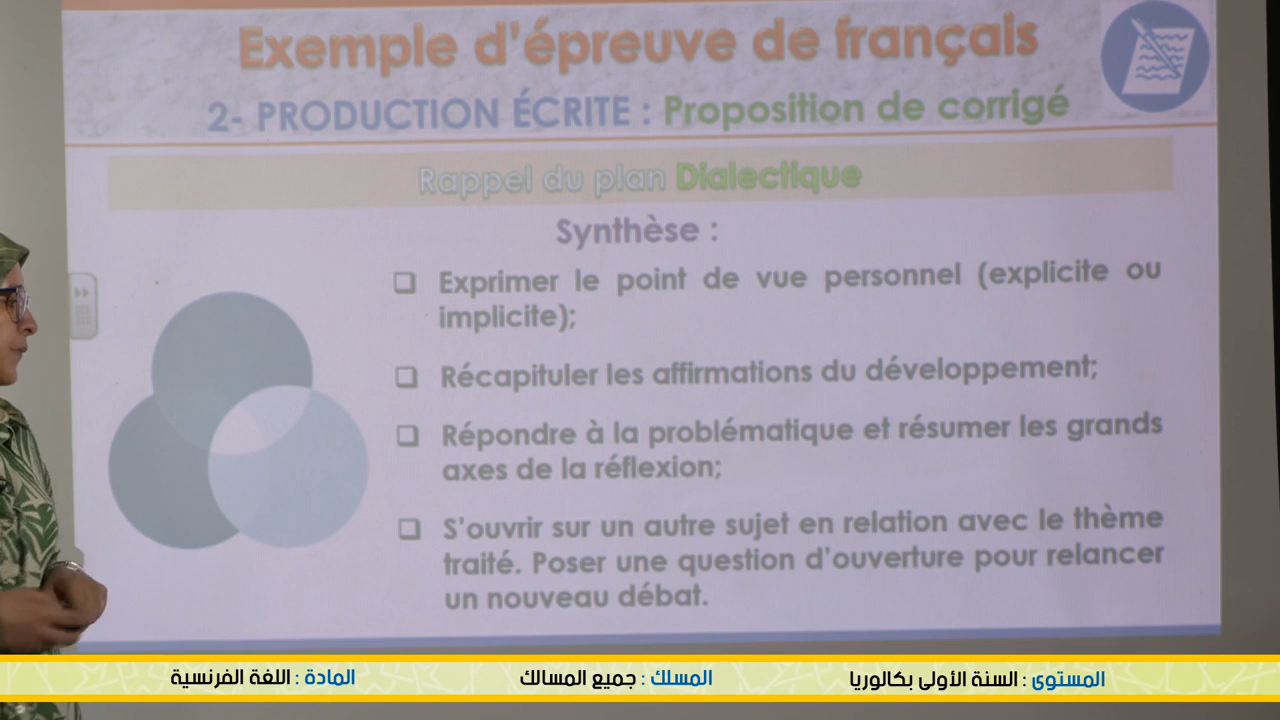 Exemple d'épreuve de français
2- PRODUCTION ÉCRITE : Proposition de corrigé
Rappel du plan Dialectique
Synthèse :
❑ Exprimer le point de vue personnel (explicite ou
implicite);
❑ Récapituler les affirmations du développement;
❑ Répondre à la problématique et résumer les grands
axes de la réflexion;
❑ S'ouvrir sur un autre sujet en relation avec le thème
traité. Poser une question d'ouverture pour relancer
un nouveau débat.
المستوى : السنة الأولى بكالوريا المسلك : جميع المسالك المادة : اللغة الفرنسية